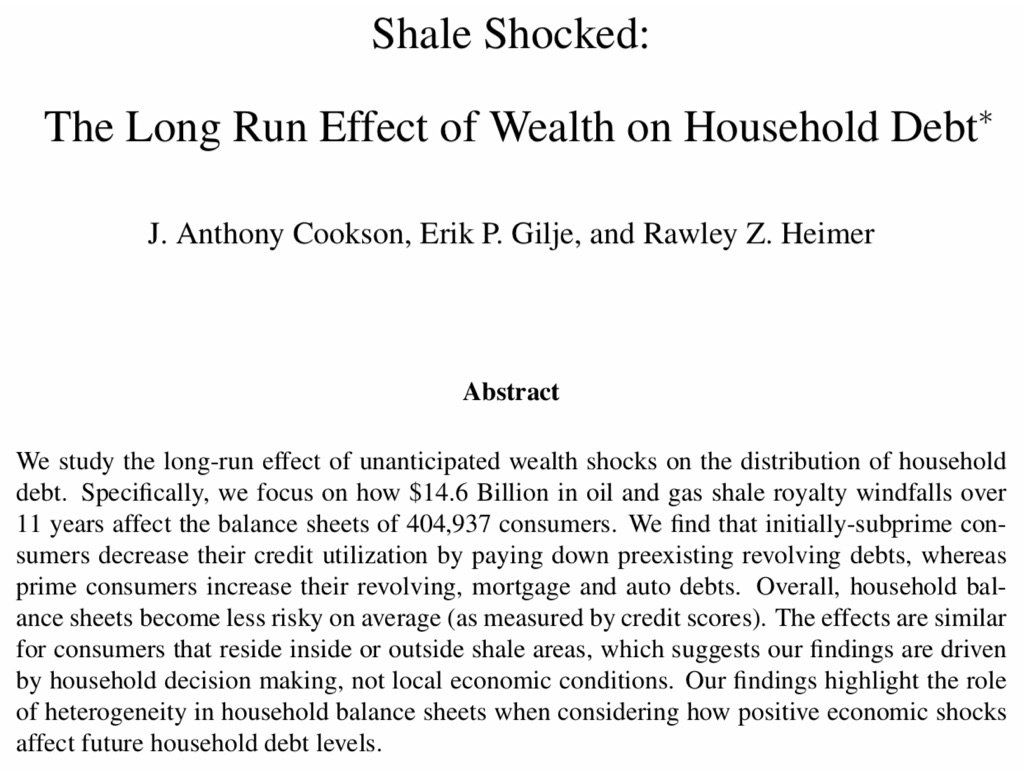 Shale Shocked:
The Long Run Effect of Wealth on Household Debt*
J. Anthony Cookson, Erik P. Gilje, and Rawley Z. Heimer
Abstract
We study the long-run effect of unanticipated wealth shocks on the distribution of household
debt. Specifically, we focus on how $14.6 Billion in oil and gas shale royalty windfalls over
11 years affect the balance sheets of 404,937 consumers. We find that initially-subprime con-
sumers decrease their credit utilization by paying down preexisting revolving debts, whereas
prime consumers increase their revolving, mortgage and auto debts. Overall, household bal-
ance sheets become less risky on average (as measured by credit scores). The effects are similar
for consumers that reside inside or outside shale areas, which suggests our findings are driven
by household decision making, not local economic conditions. Our findings highlight the role
of heterogeneity in household balance sheets when considering how positive economic shocks
affect future household debt levels.